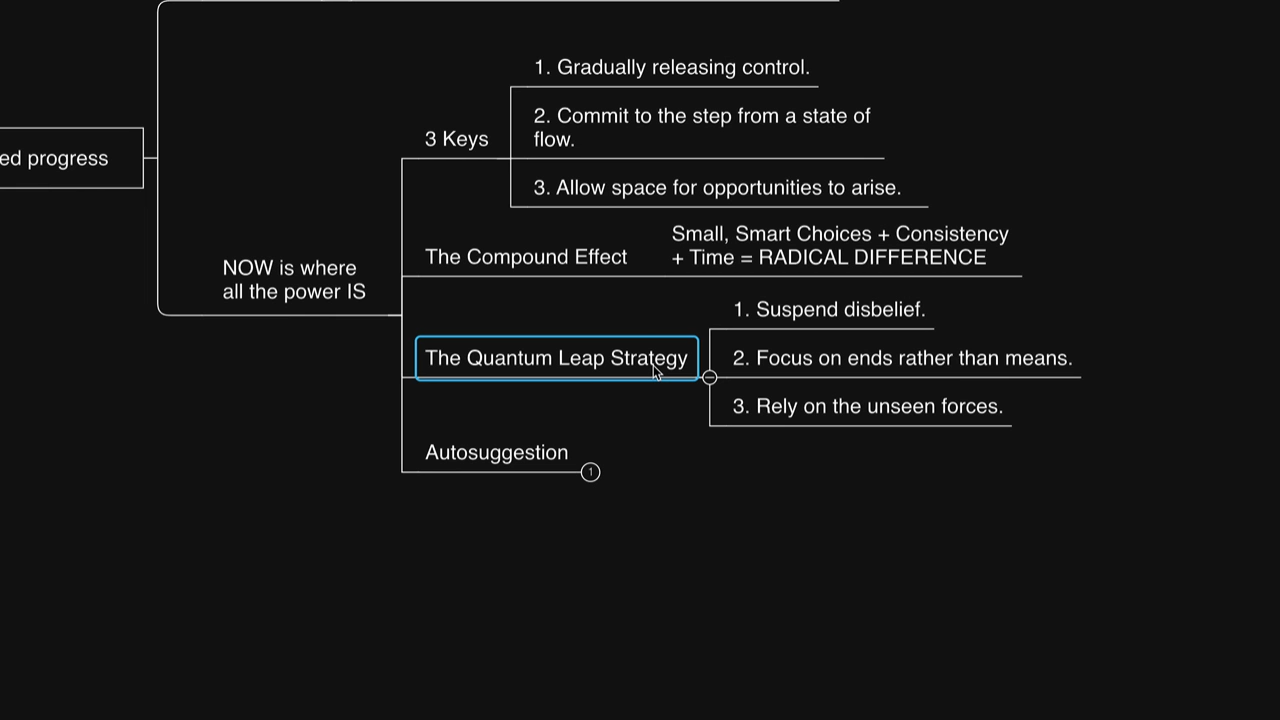 ed progress
NOW is where
all the power IS
3 Keys
1. Gradually releasing control.
2. Commit to the step from a state of
flow.
3. Allow space for opportunities to arise.
The Compound Effect
Small, Smart Choices + Consistency
+ Time = RADICAL DIFFERENCE
The Quantum Leap Strategy
1. Suspend disbelief.
2. Focus on ends rather than means.
3. Rely on the unseen forces.
Autosuggestion
1